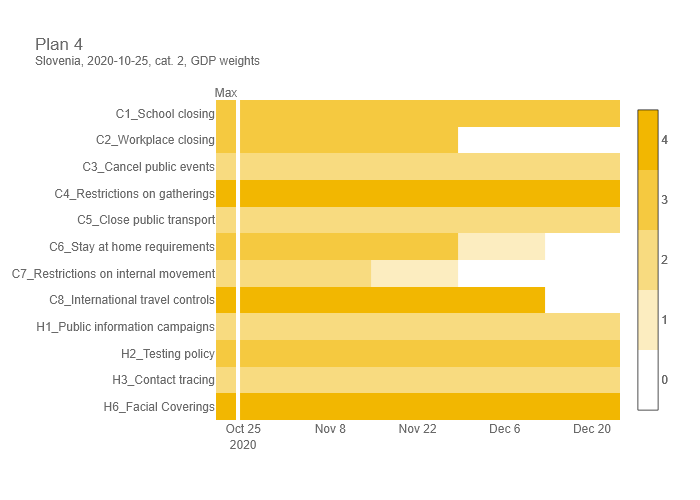 Plan 4
Slovenia, 2020-10-25, cat. 2, GDP weights
Max
C1_School closing
C2_Workplace closing
C3_Cancel public events
C4_Restrictions on gatherings
C5_Close public transport
C6_Stay at home requirements
C7_Restrictions on internal movement
C8_International travel controls
H1_Public information campaigns
H2_Testing policy
H3_Contact tracing
H6_Facial Coverings
Oct 25 Nov 8 Nov 22 Dec 6 Dec 20
2020
4
3
2
1
0